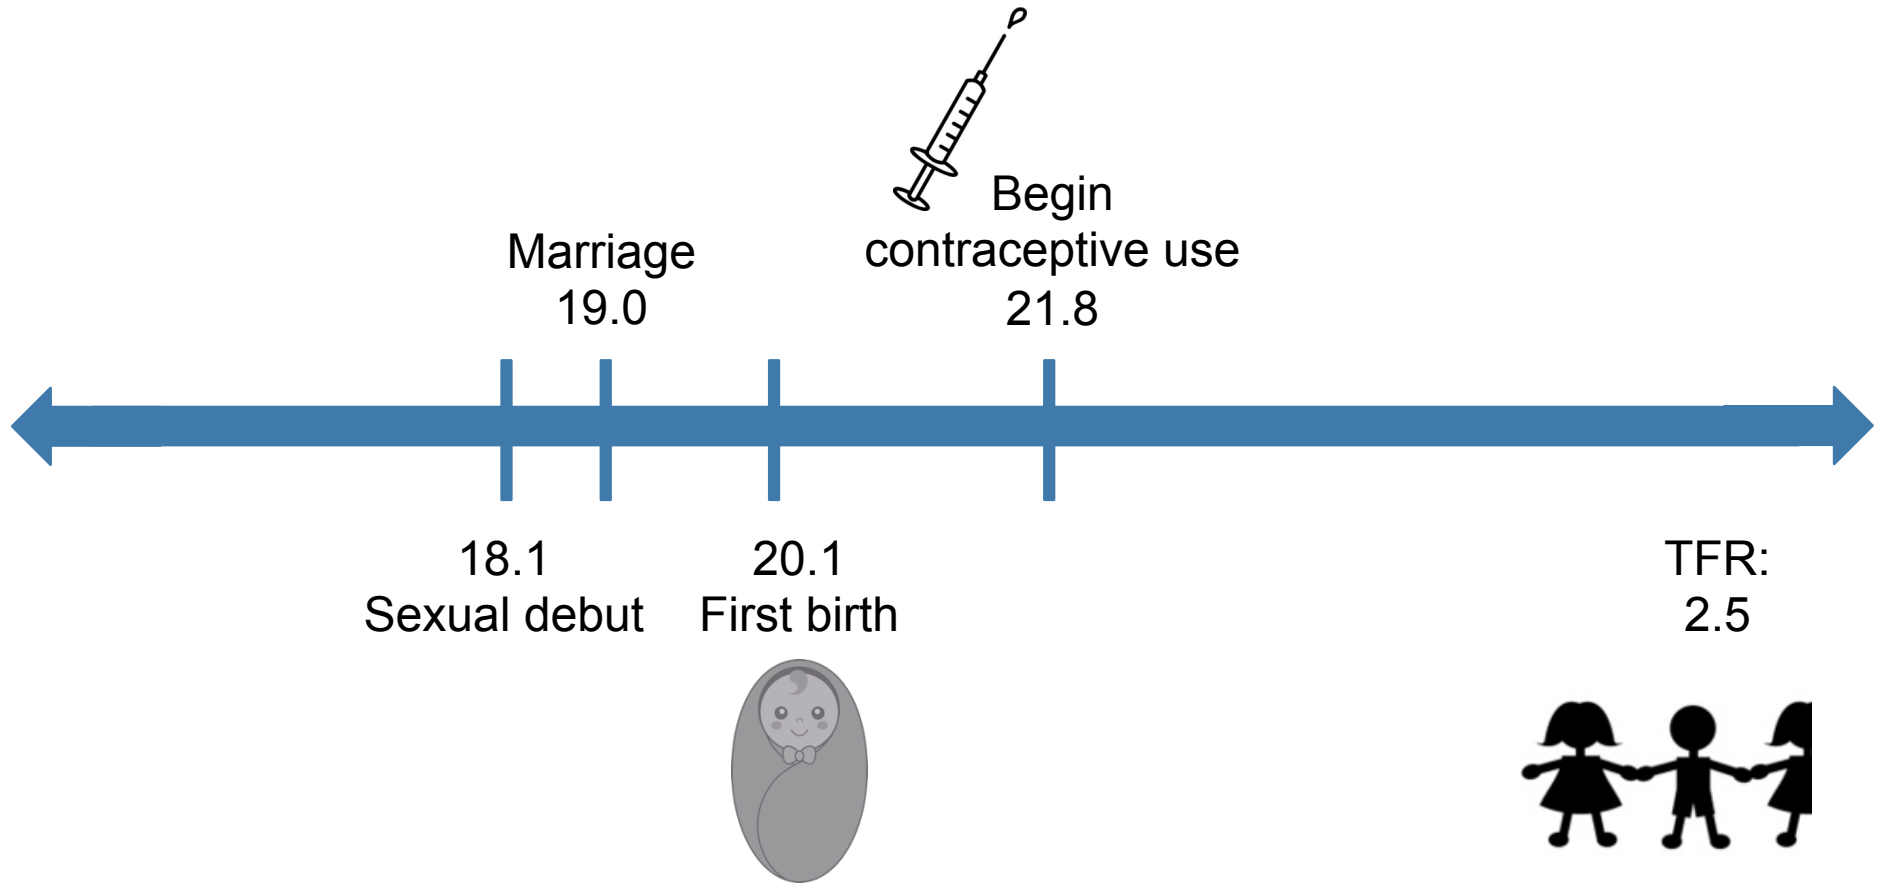 Begin
contraceptive use
21.8
Marriage
19.0
18.1
Sexual debut
20.1
First birth
TFR:
2.5